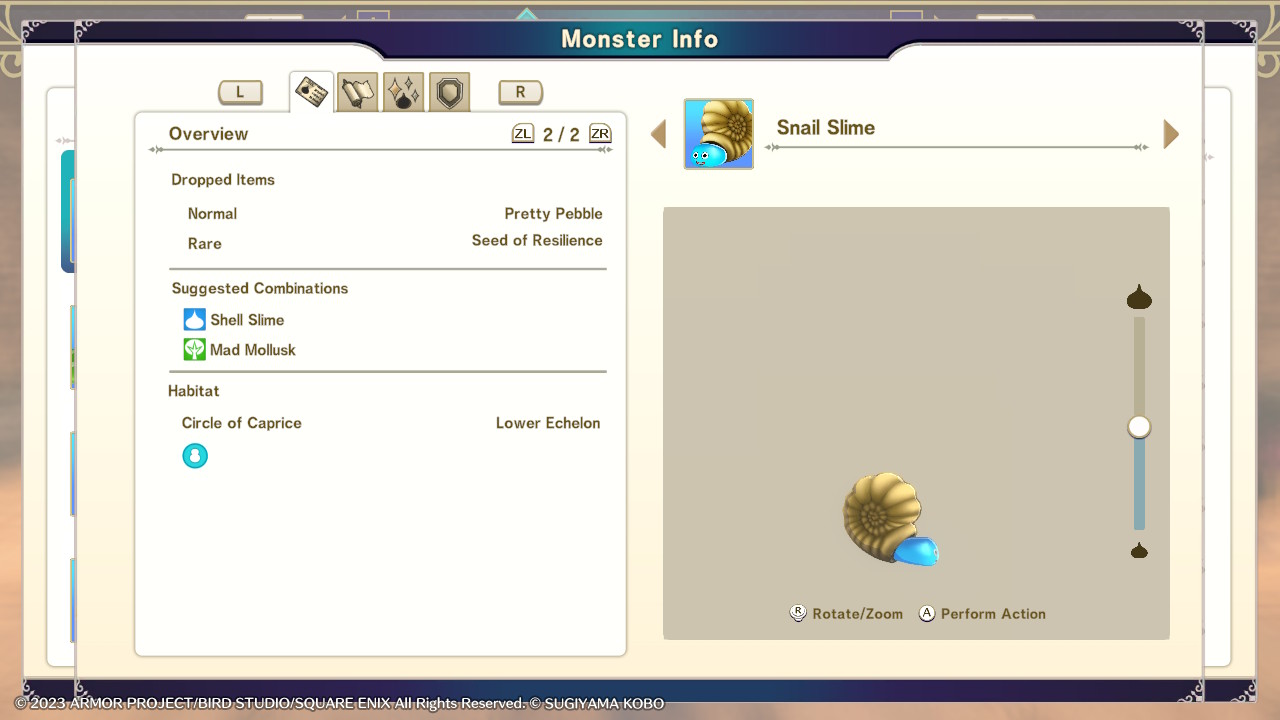 Monster Info
L
R
Overview
ZL 2 / 2 ZR
Snail Slime
Dropped Items
Normal Pretty Pebble
Rare Seed of Resilience
Suggested Combinations
Shell Slime
Mad Mollusk
Habitat
Circle of Caprice Lower Echelon
R Rotate/Zoom A Perform Action
© 2023 ARMOR PROJECT/BIRD STUDIO/SQUARE ENIX All Rights Reserved. © SUGIYAMA KOBO